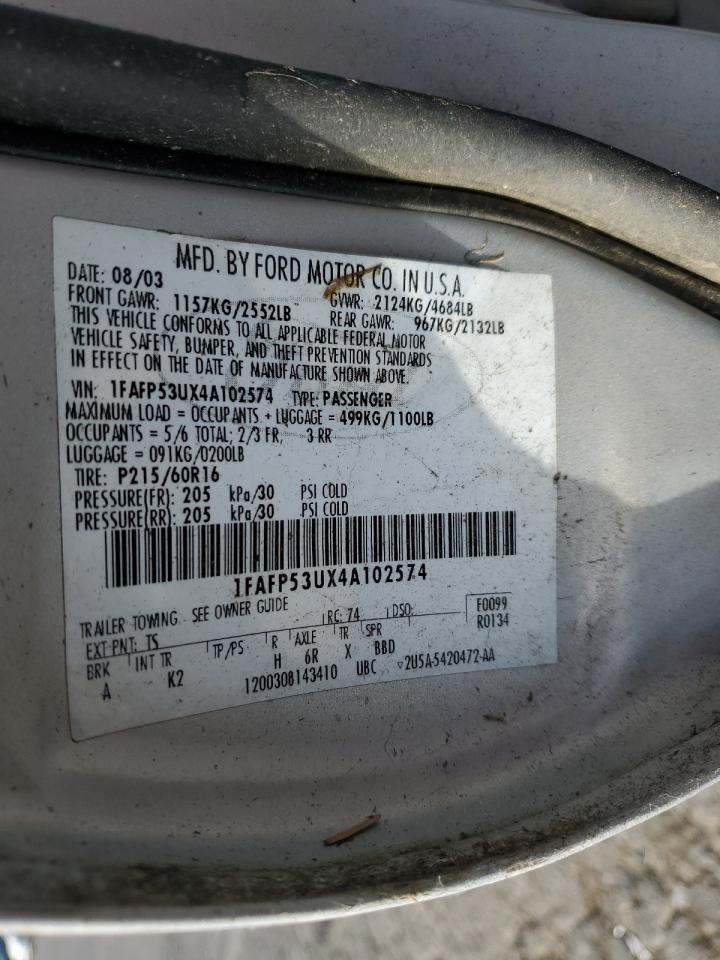 MFD. BY FORD MOTOR CO. IN U.S.A.
DATE: 08/03 GVWR: 2124KG/4684LB
FRONT GAWR: 1157KG/2552LB REAR GAWR: 967KG/2132LB
THIS VEHICLE CONFORMS TO ALL APPLICABLE FEDERAL MOTOR
VEHICLE SAFETY, BUMPER, AND THEFT PREVENTION STANDARDS
IN EFFECT ON THE DATE OF MANUFACTURE SHOWN ABOVE.
VIN: 1FAFP53UX4A102574 TYPE: PASSENGER
MAXIMUM LOAD = OCCUPANTS + LUGGAGE = 499KG/1100LB
OCCUPANTS = 5/6 TOTAL; 2/3 FR, 3 RR
LUGGAGE = 091KG/0200LB
TIRE: P215/60R16
PRESSURE(FR): 205 kPa/30 PSI COLD
PRESSURE(RR): 205 kPa/30 PSI COLD
1FAFP53UX4A102574
TRAILER TOWING. SEE OWNER GUIDE
F0099
EXT PNT: TS RC: 74 DSO: R0134
BRK INT TR TP/PS R AXLE TR SPR
A K2 H 6R X BBD
1200308143410 UBC ▽2U5A-5420472-AA